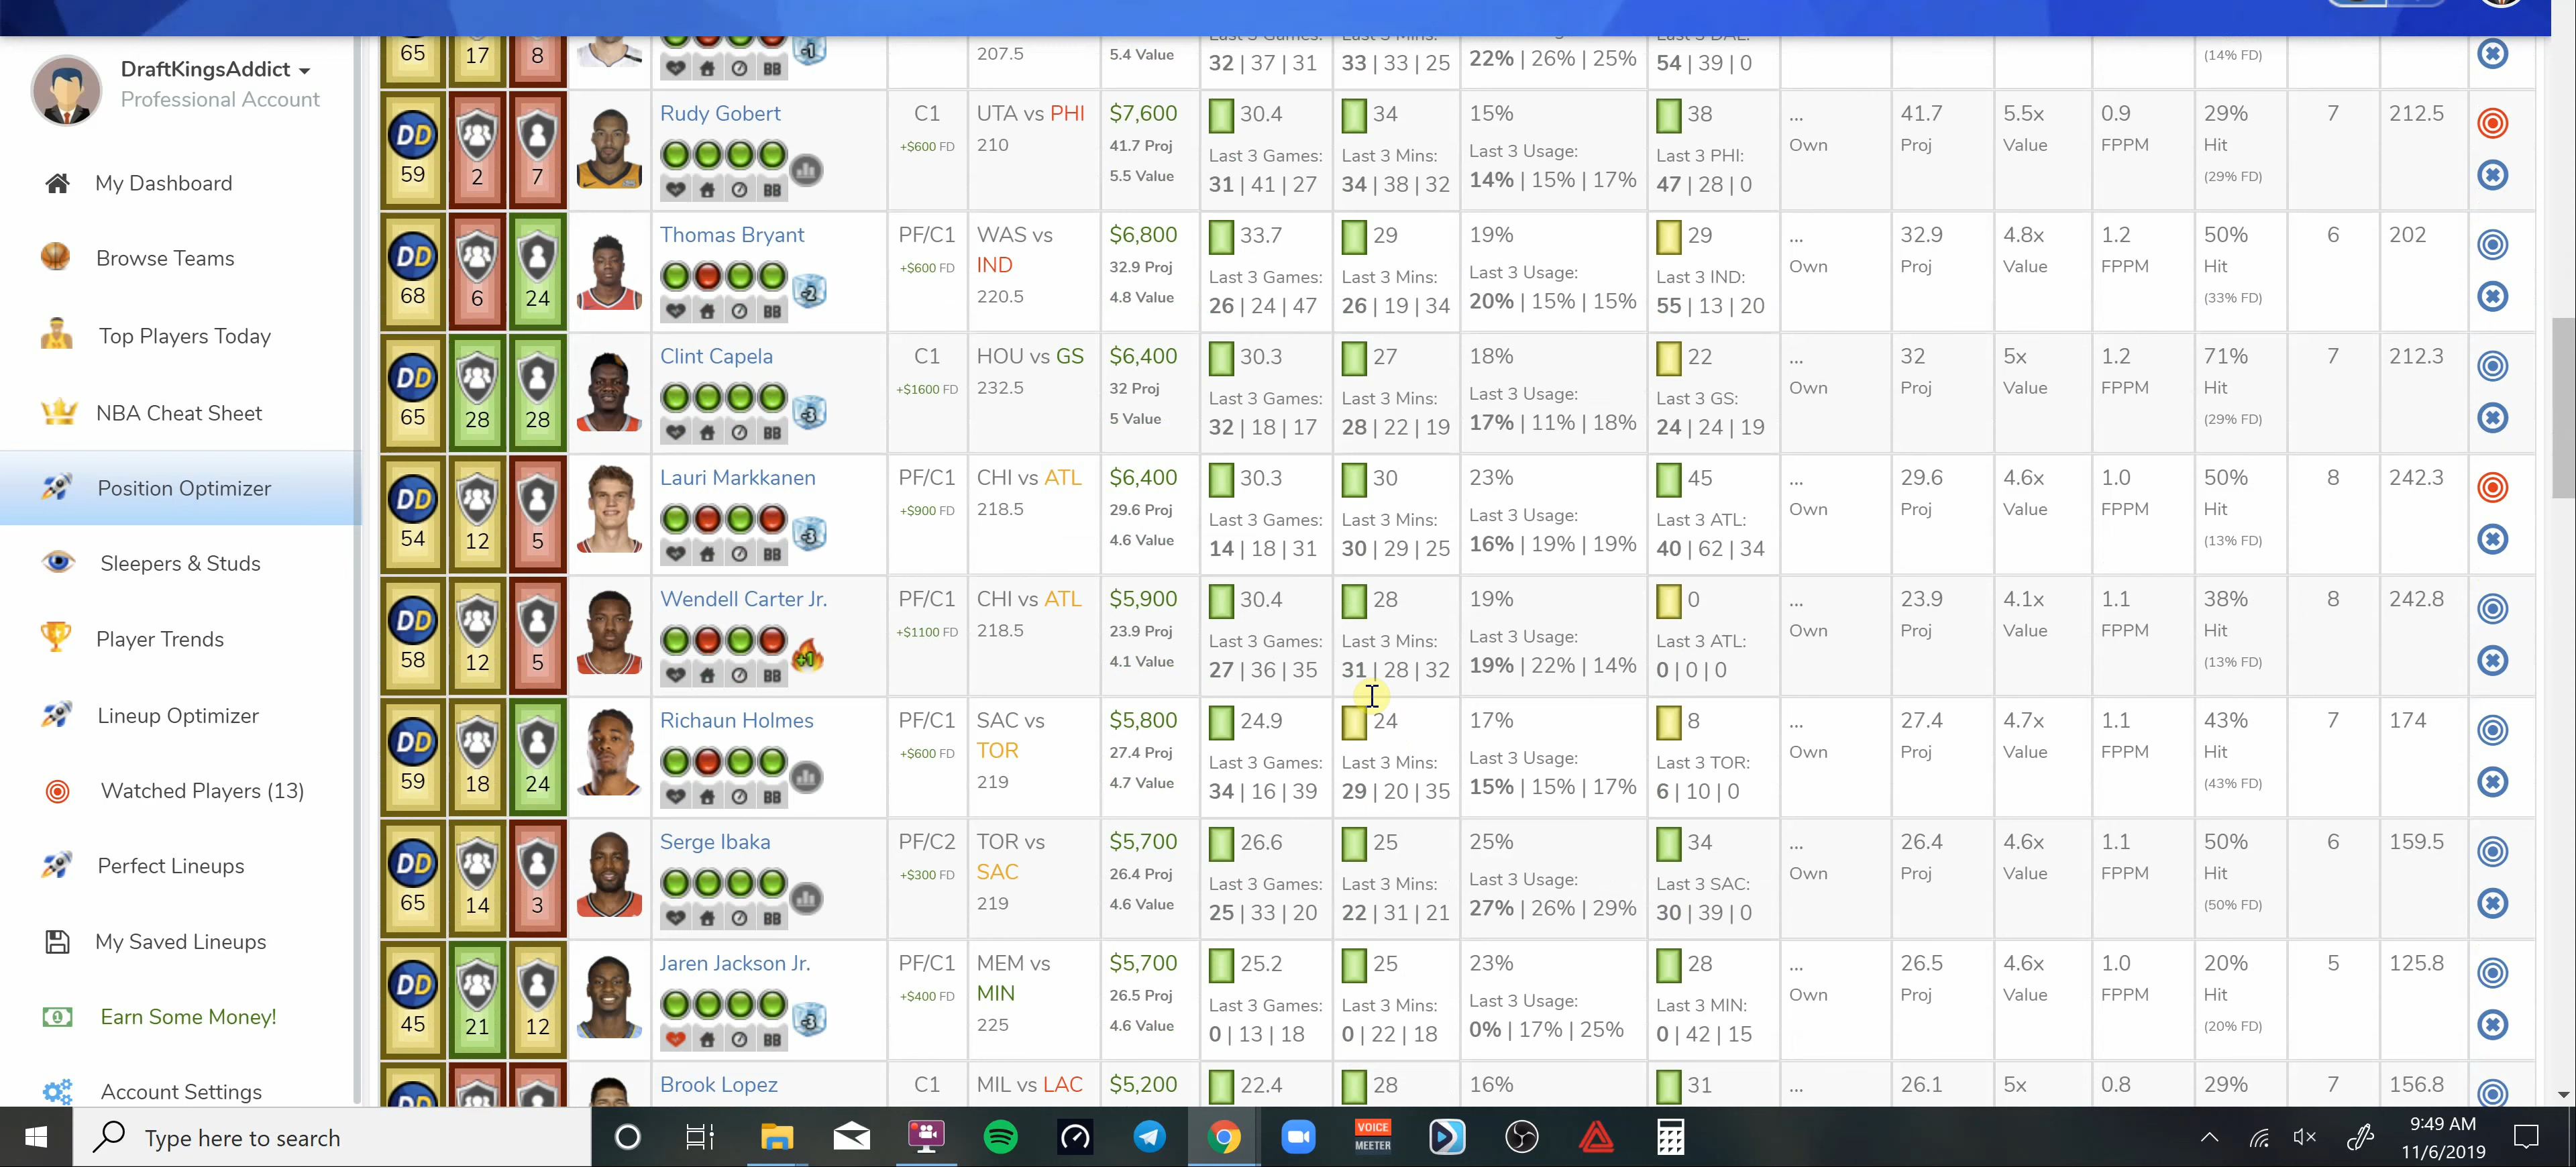 DraftKingsAddict
Professional Account
My Dashboard
Browse Teams
Top Players Today
NBA Cheat Sheet
Position Optimizer
Sleepers & Studs
Player Trends
Lineup Optimizer
Watched Players (13)
Perfect Lineups
My Saved Lineups
Earn Some Money!
Account Settings
65 17 8 BB -1 207.5 5.4 Value 32 | 37 | 31 33 | 33 | 25 22% | 26% | 25% 54 | 39 | 0 (14% FD)
DD Rudy Gobert C1 UTA vs PHI $7,600 30.4 34 15% 38 ... 41.7 5.5x 0.9 29% 7 212.5
+$600 FD 210 41.7 Proj Last 3 Games: Last 3 Mins: Last 3 Usage: Last 3 PHI: Own Proj Value FPPM Hit
59 2 7 BB 5.5 Value 31 | 41 | 27 34 | 38 | 32 14% | 15% | 17% 47 | 28 | 0 (29% FD)
DD Thomas Bryant PF/C1 WAS vs $6,800 33.7 29 19% 29 ... 32.9 4.8x 1.2 50% 6 202
+$600 FD IND 32.9 Proj Last 3 Games: Last 3 Mins: Last 3 Usage: Last 3 IND: Own Proj Value FPPM Hit
68 6 24 BB -2 220.5 4.8 Value 26 | 24 | 47 26 | 19 | 34 20% | 15% | 15% 55 | 13 | 20 (33% FD)
DD Clint Capela C1 HOU vs GS $6,400 30.3 27 18% 22 ... 32 5x 1.2 71% 7 212.3
+$1600 FD 232.5 32 Proj Last 3 Games: Last 3 Mins: Last 3 Usage: Last 3 GS: Own Proj Value FPPM Hit
65 28 28 BB -3 5 Value 32 | 18 | 17 28 | 22 | 19 17% | 11% | 18% 24 | 24 | 19 (29% FD)
DD Lauri Markkanen PF/C1 CHI vs ATL $6,400 30.3 30 23% 45 ... 29.6 4.6x 1.0 50% 8 242.3
+$900 FD 218.5 29.6 Proj Last 3 Games: Last 3 Mins: Last 3 Usage: Last 3 ATL: Own Proj Value FPPM Hit
54 12 5 BB -3 4.6 Value 14 | 18 | 31 30 | 29 | 25 16% | 19% | 19% 40 | 62 | 34 (13% FD)
DD Wendell Carter Jr. PF/C1 CHI vs ATL $5,900 30.4 28 19% 0 ... 23.9 4.1x 1.1 38% 8 242.8
+$1100 FD 218.5 23.9 Proj Last 3 Games: Last 3 Mins: Last 3 Usage: Last 3 ATL: Own Proj Value FPPM Hit
58 12 5 BB +1 4.1 Value 27 | 36 | 35 31 | 28 | 32 19% | 22% | 14% 0 | 0 | 0 (13% FD)
DD Richaun Holmes PF/C1 SAC vs $5,800 24.9 24 17% 8 ... 27.4 4.7x 1.1 43% 7 174
+$600 FD TOR 27.4 Proj Last 3 Games: Last 3 Mins: Last 3 Usage: Last 3 TOR: Own Proj Value FPPM Hit
59 18 24 BB 219 4.7 Value 34 | 16 | 39 29 | 20 | 35 15% | 15% | 17% 6 | 10 | 0 (43% FD)
DD Serge Ibaka PF/C2 TOR vs $5,700 26.6 25 25% 34 ... 26.4 4.6x 1.1 50% 6 159.5
+$300 FD SAC 26.4 Proj Last 3 Games: Last 3 Mins: Last 3 Usage: Last 3 SAC: Own Proj Value FPPM Hit
65 14 3 BB 219 4.6 Value 25 | 33 | 20 22 | 31 | 21 27% | 26% | 29% 30 | 39 | 0 (50% FD)
DD Jaren Jackson Jr. PF/C1 MEM vs $5,700 25.2 25 23% 28 ... 26.5 4.6x 1.0 20% 5 125.8
+$400 FD MIN 26.5 Proj Last 3 Games: Last 3 Mins: Last 3 Usage: Last 3 MIN: Own Proj Value FPPM Hit
45 21 12 BB -3 225 4.6 Value 0 | 13 | 18 0 | 22 | 18 0% | 17% | 25% 0 | 42 | 15 (20% FD)
DD Brook Lopez C1 MIL vs LAC $5,200 22.4 28 16% 31 ... 26.1 5x 0.8 29% 7 156.8
Type here to search
VOICE
MEETER
9:49 AM
11/6/2019